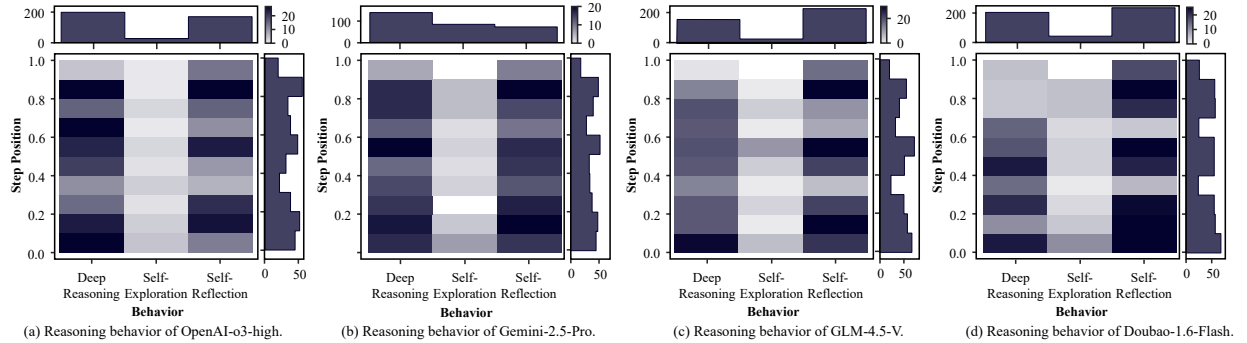 200
0
20
10
0
100
0
20
10
0
200
0
20
0
200
0
20
10
0
1.0
0.8
0.6
0.4
0.2
0.0
Step Position
Deep Reasoning
Self-Exploration
Self-Reflection
0
50
Behavior
(a) Reasoning behavior of OpenAI-o3-high.
1.0
0.8
0.6
0.4
0.2
Step Position
Deep Reasoning
Self-Exploration
Self-Reflection
0
50
Behavior
(b) Reasoning behavior of Gemini-2.5-Pro.
1.0
0.8
0.6
0.4
0.2
0.0
Step Position
Deep Reasoning
Self-Exploration
Self-Reflection
0
50
Behavior
(c) Reasoning behavior of GLM-4.5-V.
1.0
0.8
0.6
0.4
0.2
0.0
Step Position
Deep Reasoning
Self-Exploration
Self-Reflection
0
50
Behavior
(d) Reasoning behavior of Doubao-1.6-Flash.